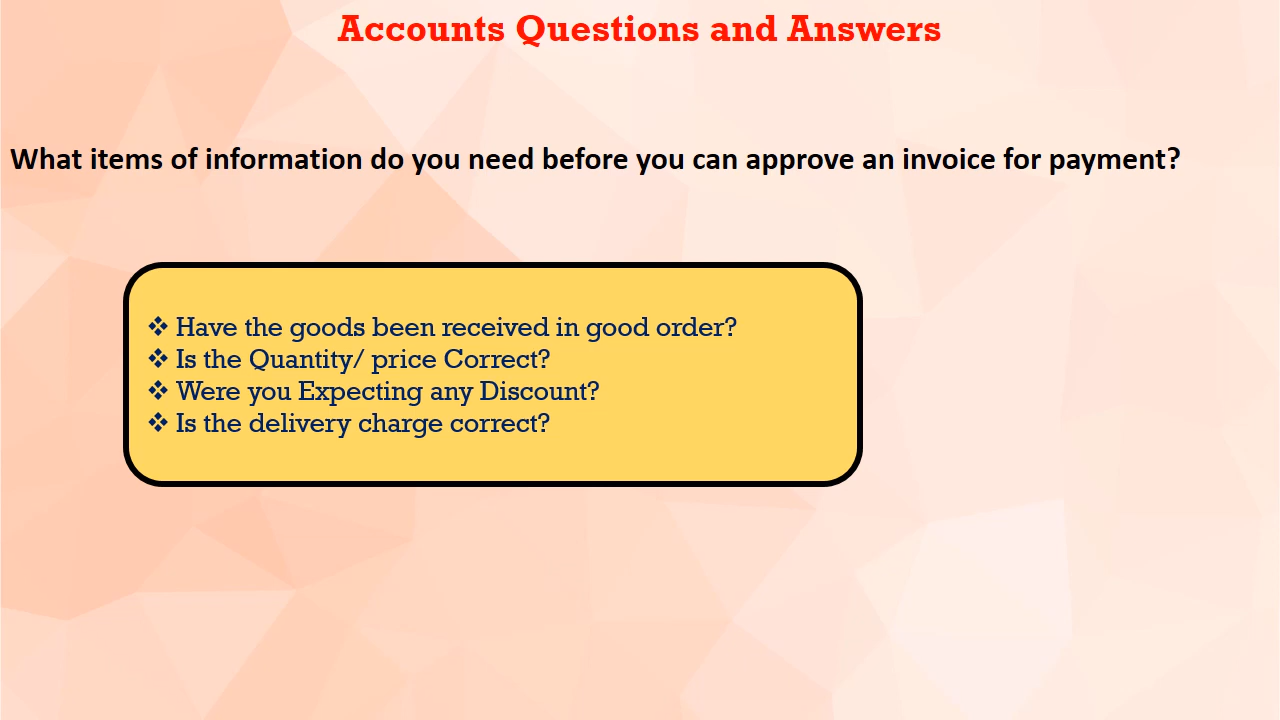 Accounts Questions and Answers
What items of information do you need before you can approve an invoice for payment?
❖ Have the goods been received in good order?
❖ Is the Quantity/ price Correct?
❖ Were you Expecting any Discount?
❖ Is the delivery charge correct?